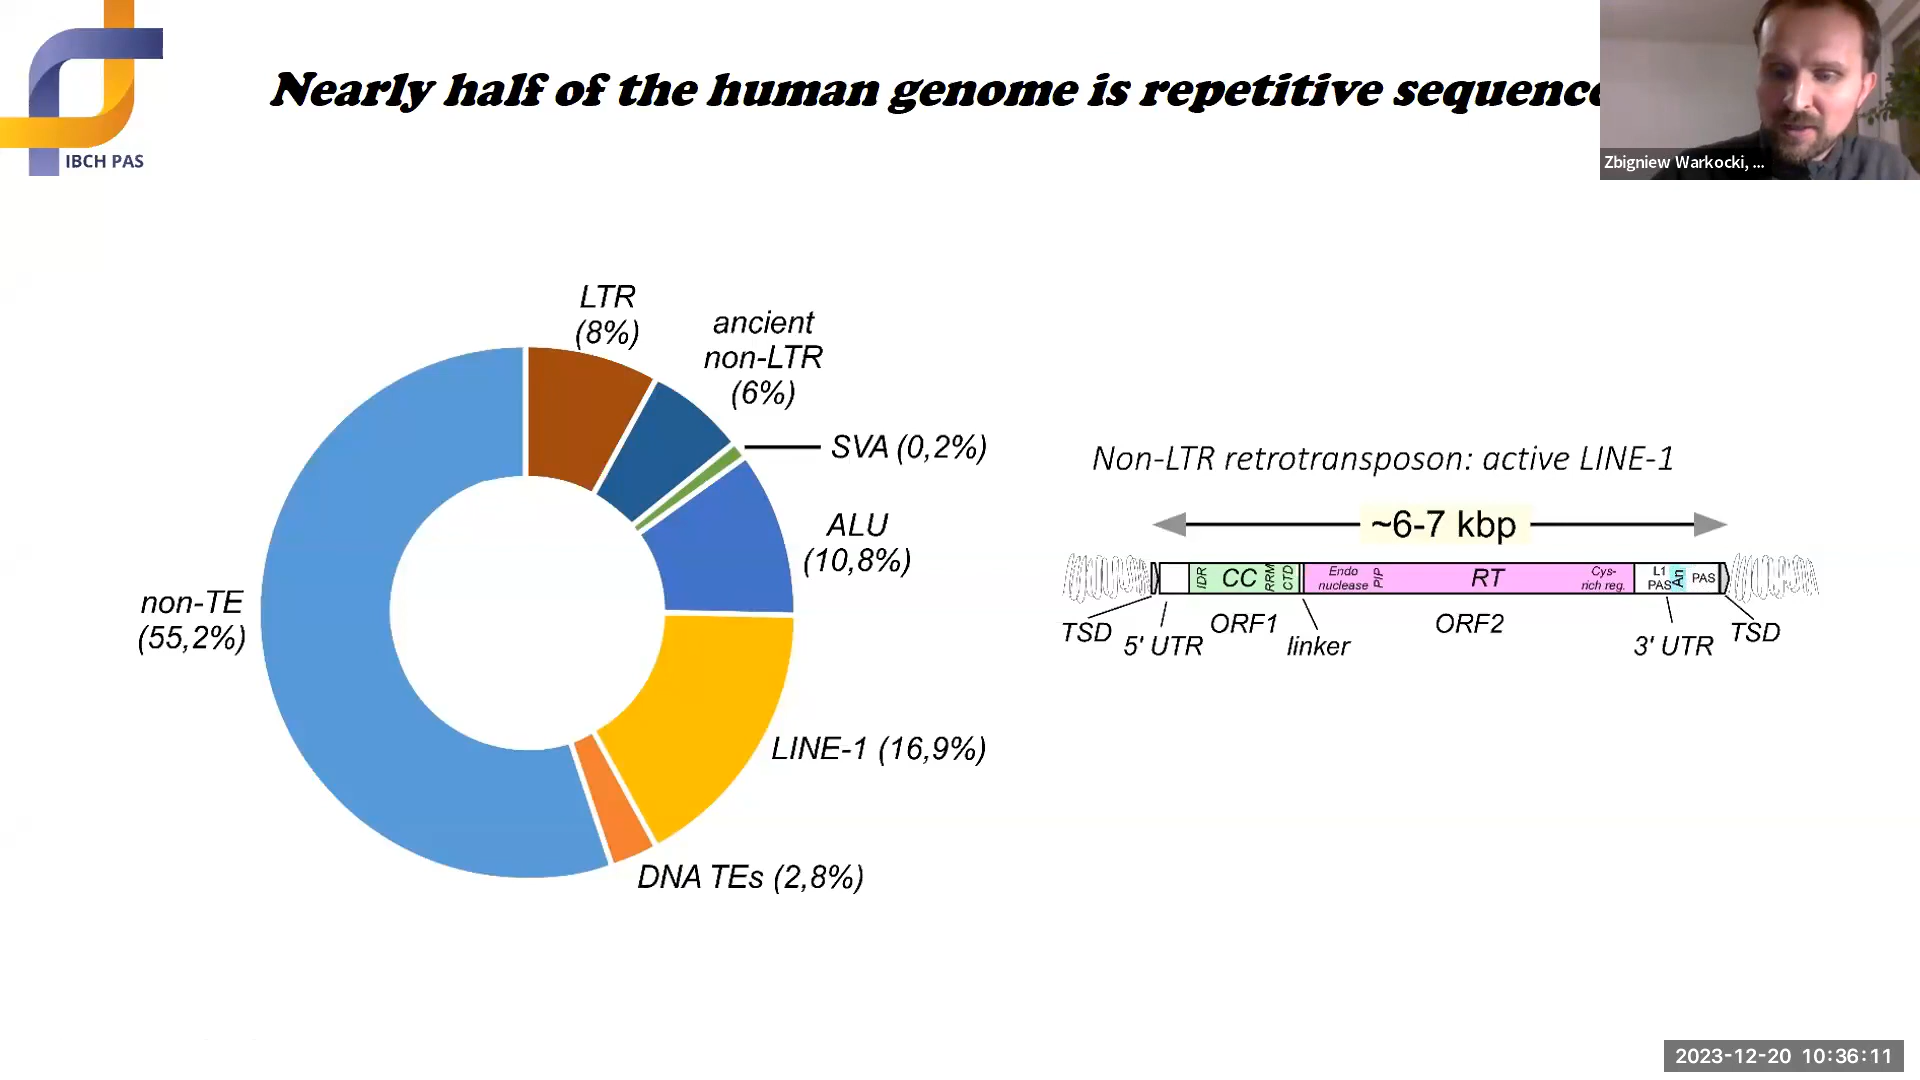 IBCH PAS
Nearly half of the human genome is repetitive sequence
Zbigniew Warkocki, ...
LTR
(8%)
ancient
non-LTR
(6%)
SVA (0,2%)
ALU
(10,8%)
non-TE
(55,2%)
LINE-1 (16,9%)
DNA TEs (2,8%)
Non-LTR retrotransposon: active LINE-1
~6-7 kbp
IDR
CC
RRM
CTD
Endo
nuclease
PIP
RT
Cys-
rich reg.
L1
PAS
An
PAS
TSD
5' UTR
ORF1
linker
ORF2
3' UTR
TSD
2023-12-20 10:36:11